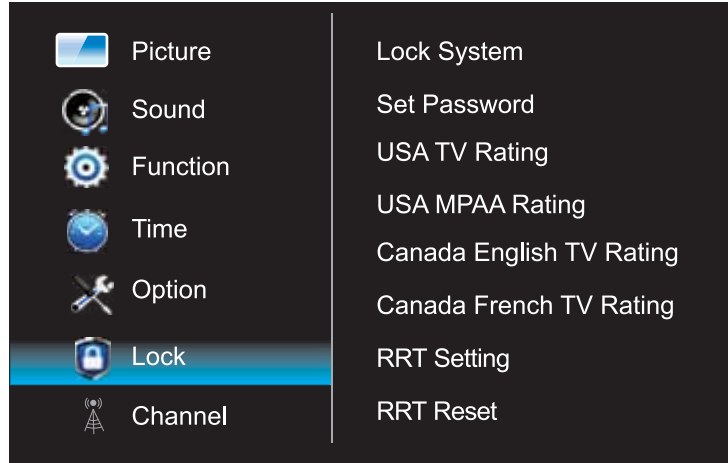 Picture
Sound
Function
Time
Option
Lock
Channel
Lock System
Set Password
USA TV Rating
USA MPAA Rating
Canada English TV Rating
Canada French TV Rating
RRT Setting
RRT Reset